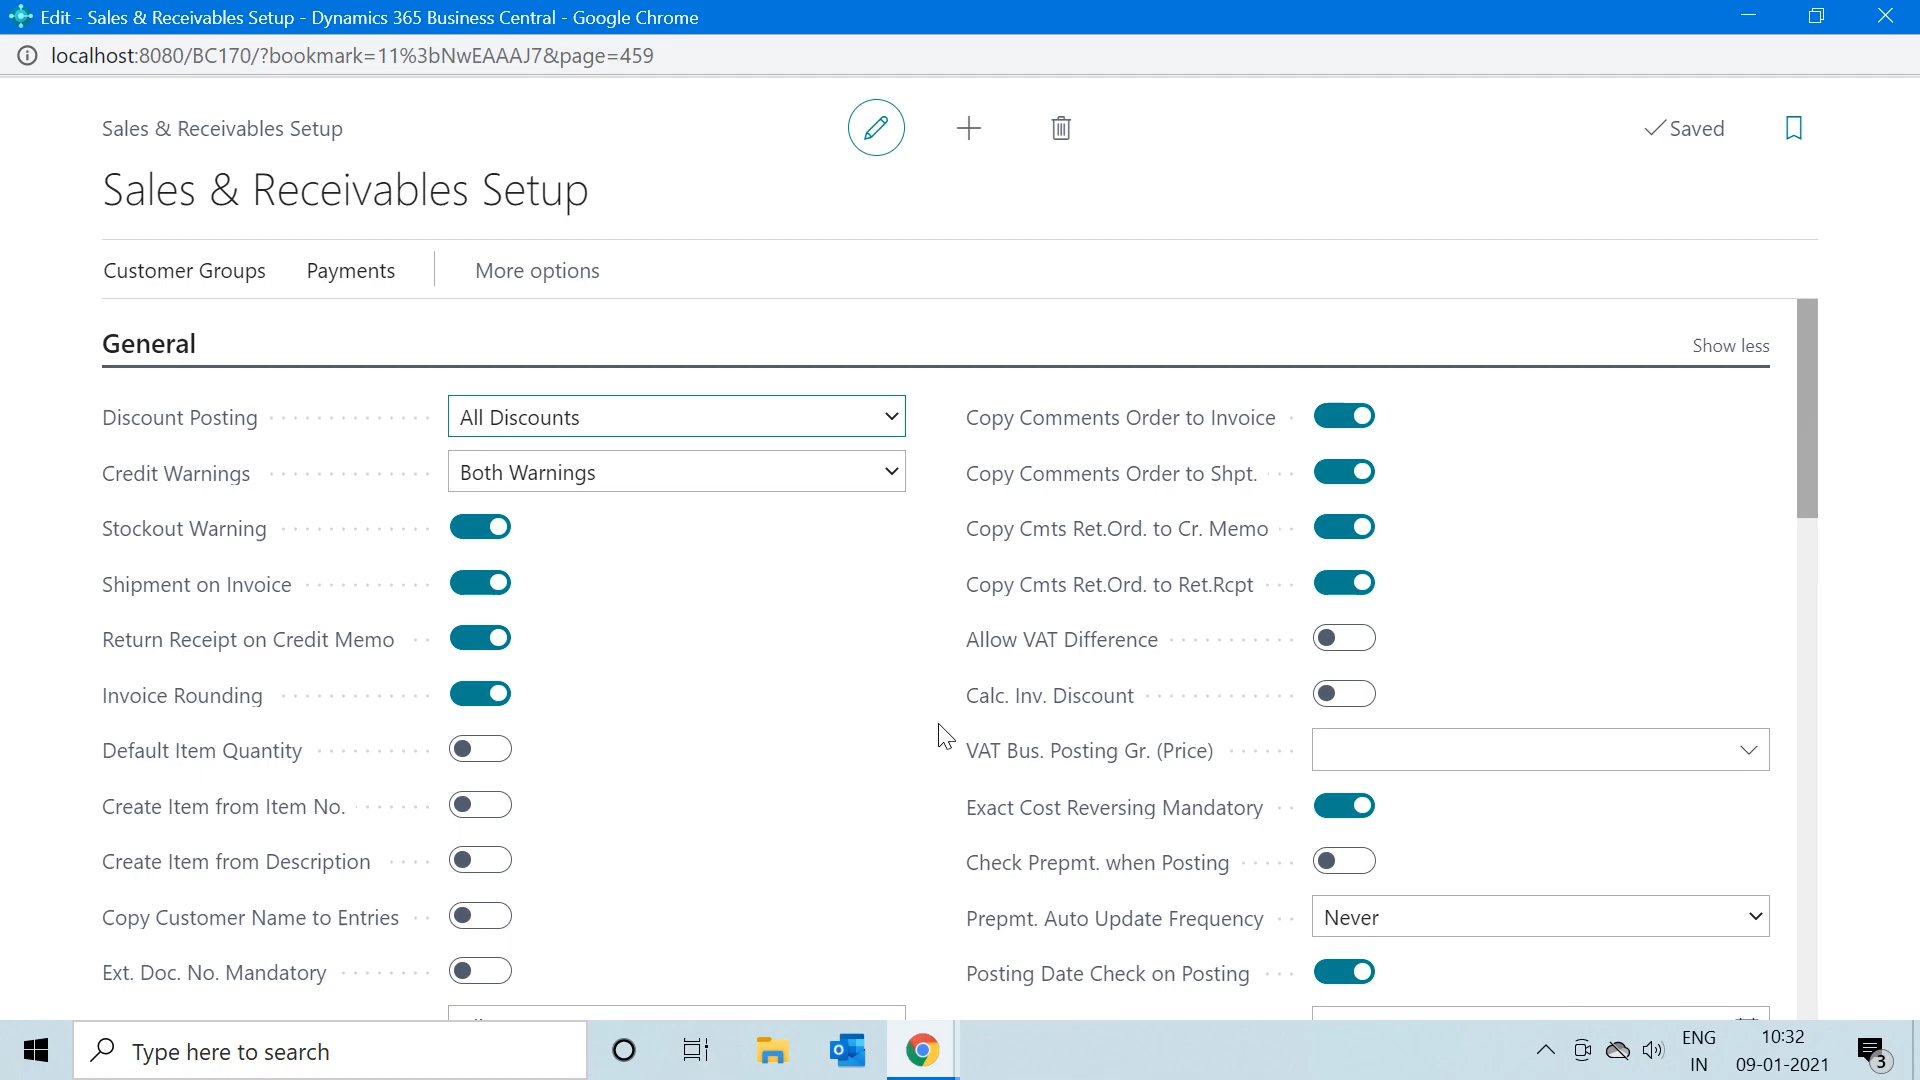 Edit - Sales & Receivables Setup - Dynamics 365 Business Central - Google Chrome
localhost:8080/BC170/?bookmark=11%3bNwEAAAJ7&page=459
Sales & Receivables Setup
Saved
Sales & Receivables Setup
Customer Groups Payments More options
General
Show less
Discount Posting All Discounts
Credit Warnings Both Warnings
Stockout Warning
Shipment on Invoice
Return Receipt on Credit Memo
Invoice Rounding
Default Item Quantity
Create Item from Item No.
Create Item from Description
Copy Customer Name to Entries
Ext. Doc. No. Mandatory
Copy Comments Order to Invoice
Copy Comments Order to Shpt.
Copy Cmts Ret.Ord. to Cr. Memo
Copy Cmts Ret.Ord. to Ret.Rcpt
Allow VAT Difference
Calc. Inv. Discount
VAT Bus. Posting Gr. (Price)
Exact Cost Reversing Mandatory
Check Prepmt. when Posting
Prepmt. Auto Update Frequency Never
Posting Date Check on Posting
Type here to search
ENG
IN
10:32
09-01-2021
3